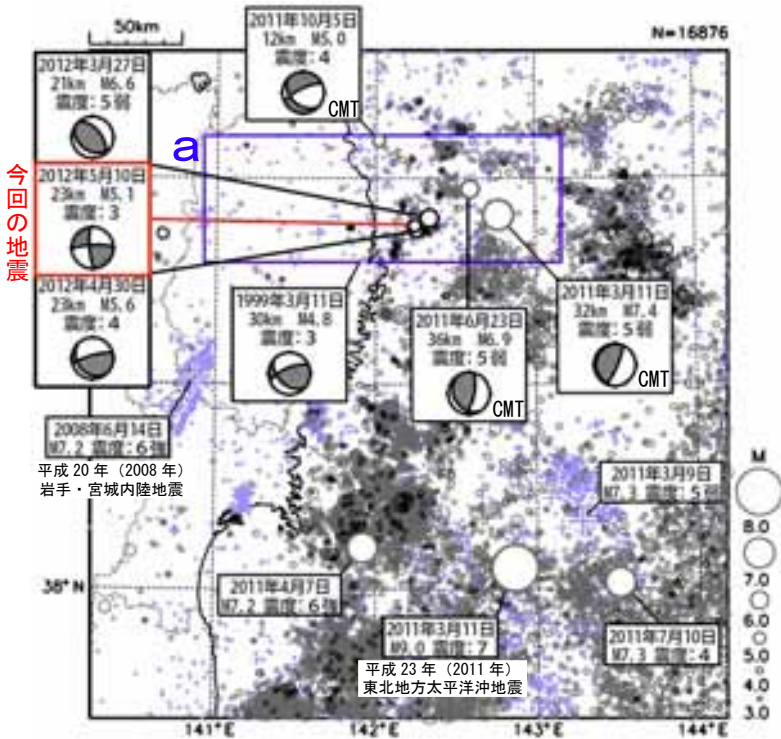 50km
N=16876
2011年10月5日
12km M5.0
震度:4
CMT
2012年3月27日
21km M6.6
震度:5弱
a
今回の地震
2012年5月10日
23km M5.1
震度:3
2012年4月30日
23km M5.6
震度:4
1999年3月11日
30km M4.8
震度:3
2011年6月23日
36km M6.9
震度:5弱
CMT
2011年3月11日
32km M7.4
震度:5弱
CMT
2008年6月14日
M7.2 震度:6強
平成20年(2008年)
岩手・宮城内陸地震
2011年3月9日
M7.3 震度:5弱
2011年4月7日
M7.2 震度:6強
2011年3月11日
M9.0 震度:7
平成23年(2011年)
東北地方太平洋沖地震
2011年7月10日
M7.3 震度:4
M
8.0
7.0
6.0
5.0
4.0
3.0
38°N
141°E
142°E
143°E
144°E